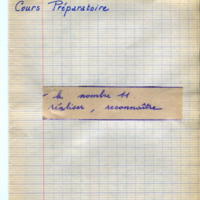 Cours Préparatoire
le nombre 11
réaliser, reconnaître